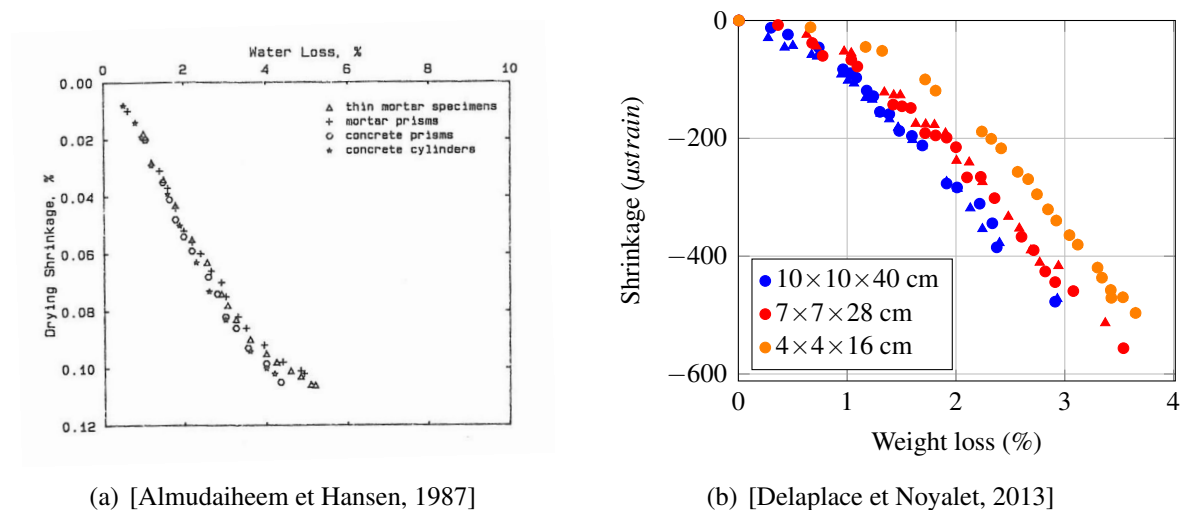 Water Loss, %
0 2 4 6 8 10
0.00
0.02
0.04
0.06
0.08
0.10
0.12
Drying Shrinkage, %
thin mortar specimens
mortar prisms
concrete prisms
concrete cylinders
(a) [Almudaiheem et Hansen, 1987]
0
−200
−400
−600
Shrinkage (μstrain)
10×10×40 cm
7×7×28 cm
4×4×16 cm
0 1 2 3 4
Weight loss (%)
(b) [Delaplace et Noyalet, 2013]